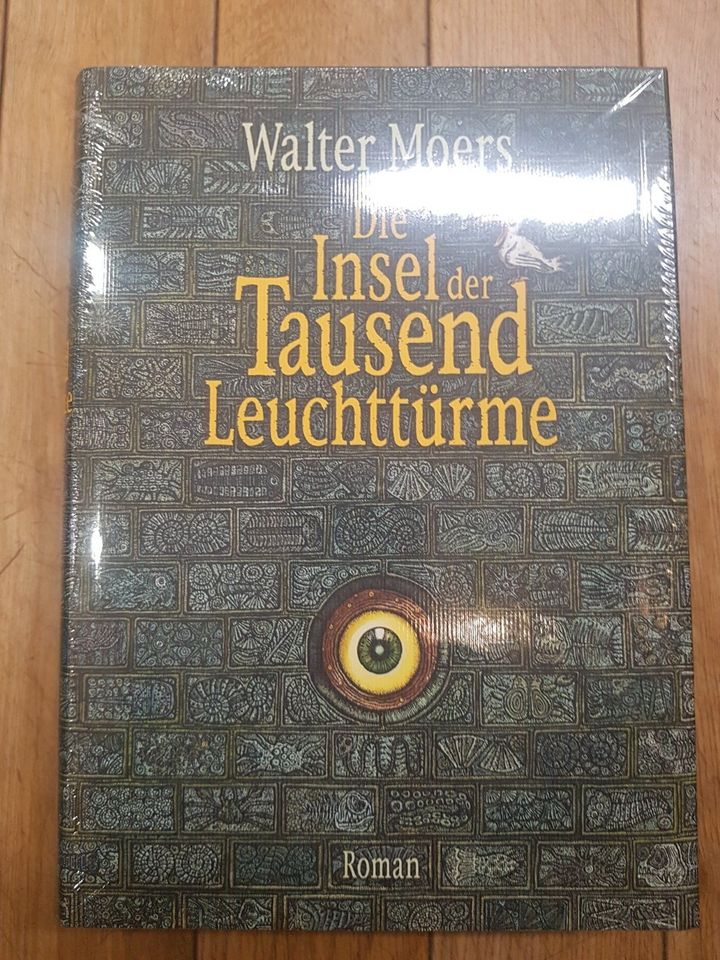 Walter Moers
Die
Insel der
Tausend
Leuchttürme
Roman